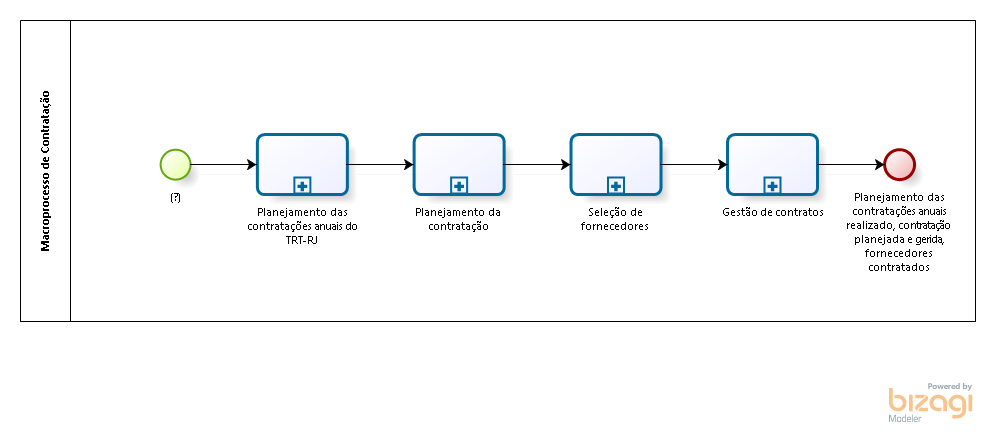 Macroprocesso de Contratação
(?)
Planejamento das
contratações anuais do
TRT-RJ
Planejamento da
contratação
Seleção de
fornecedores
Gestão de contratos
Planejamento das
contratações anuais
realizado, contratação
planejada e gerida,
fornecedores
contratados
Powered by
bizagi
Modeler